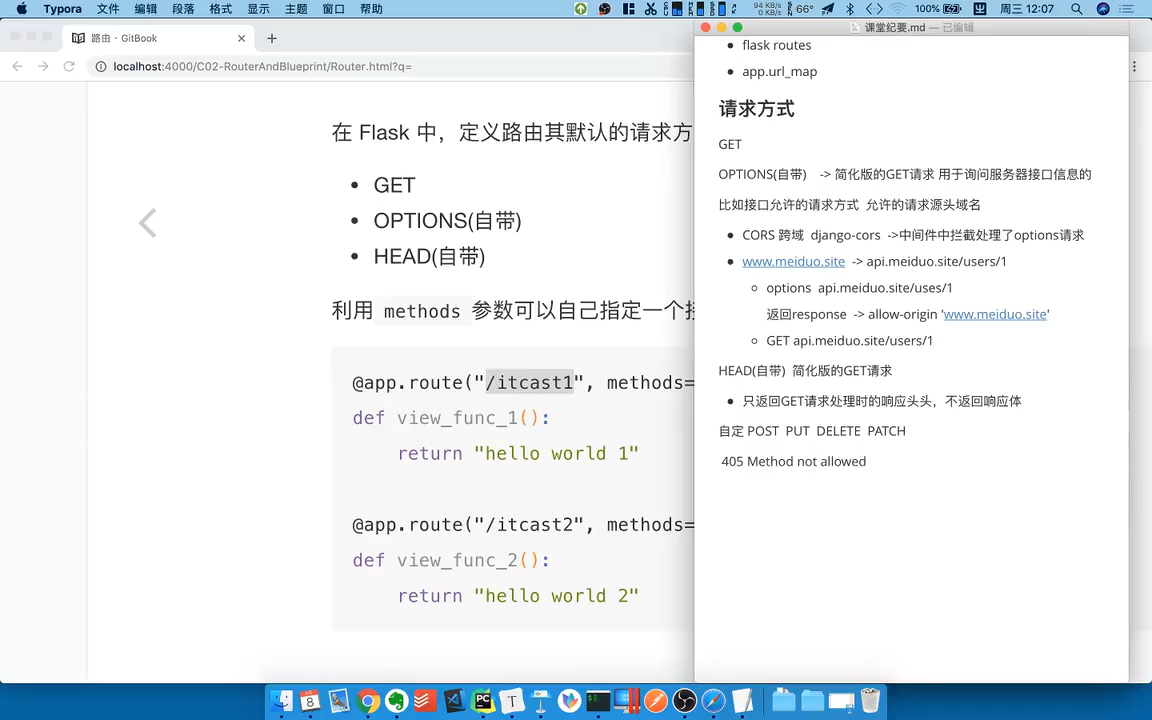 Typora 文件 编辑 段落 格式 显示 主题 窗口 帮助
94 KB/s
0 KB/s
66° 100% 周三 12:07
路由 · GitBook
localhost:4000/C02-RouterAndBlueprint/Router.html?q=
在 Flask 中，定义路由其默认的请求方
GET
OPTIONS(自带)
HEAD(自带)
利用 methods 参数可以自己指定一个接
@app.route("/itcast1", methods=
def view_func_1():
return "hello world 1"
@app.route("/itcast2", methods=
def view_func_2():
return "hello world 2"
课堂纪要.md — 已编辑
flask routes
app.url_map
请求方式
GET
OPTIONS(自带) -> 简化版的GET请求 用于询问服务器接口信息的
比如接口允许的请求方式 允许的请求源头域名
CORS 跨域 django-cors ->中间件中拦截处理了options请求
www.meiduo.site -> api.meiduo.site/users/1
options api.meiduo.site/uses/1
返回response -> allow-origin 'www.meiduo.site'
GET api.meiduo.site/users/1
HEAD(自带) 简化版的GET请求
只返回GET请求处理时的响应头头，不返回响应体
自定 POST PUT DELETE PATCH
405 Method not allowed
8
PC
T